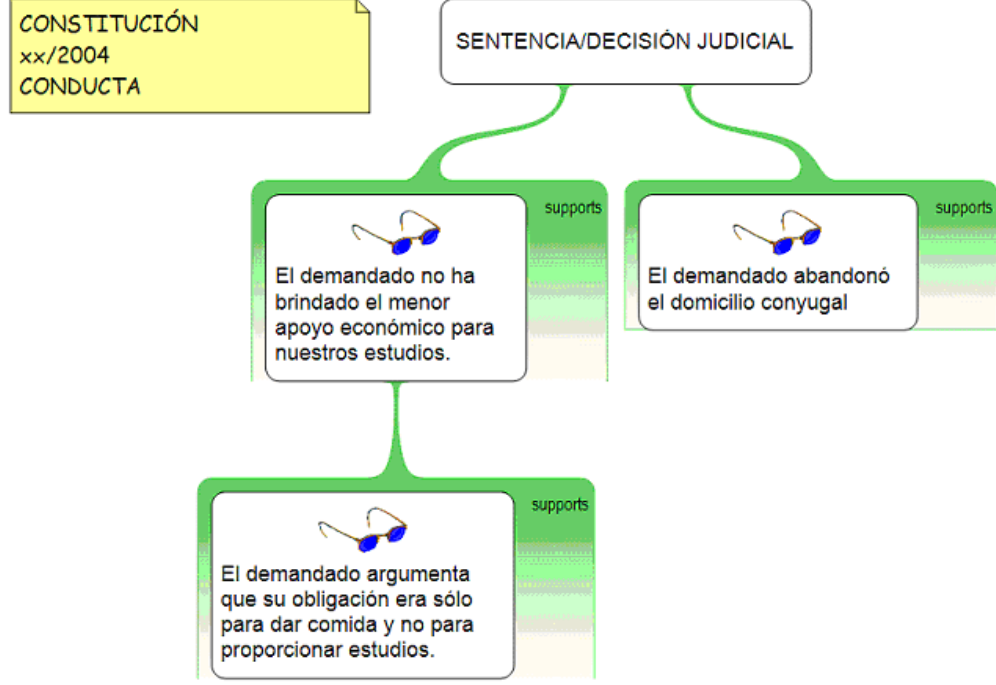 CONSTITUCIÓN
xx/2004
CONDUCTA
SENTENCIA/DECISIÓN JUDICIAL
supports
El demandado no ha
brindado el menor
apoyo económico para
nuestros estudios.
supports
El demandado abandonó
el domicilio conyugal
supports
El demandado argumenta
que su obligación era sólo
para dar comida y no para
proporcionar estudios.